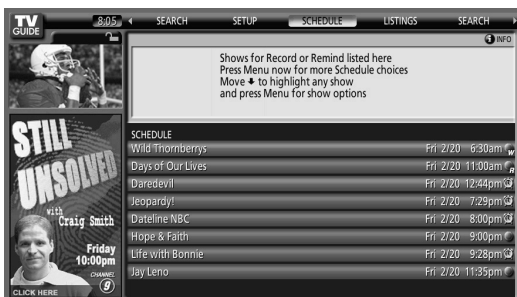 TV GUIDE
8:05
SEARCH SETUP SCHEDULE LISTINGS SEARCH
i INFO
Shows for Record or Remind listed here
Press Menu now for more Schedule choices
Move ↓ to highlight any show
and press Menu for show options
STILL
UNSOLVED
with
Craig Smith
Friday
10:00pm
CHANNEL
9
CLICK HERE
SCHEDULE
Wild Thornberrys Fri 2/20 6:30am W
Days of Our Lives Fri 2/20 11:00am R
Daredevil Fri 2/20 12:44pm
Jeopardy! Fri 2/20 7:29pm
Dateline NBC Fri 2/20 8:00pm
Hope & Faith Fri 2/20 9:00pm
Life with Bonnie Fri 2/20 9:28pm
Jay Leno Fri 2/20 11:35pm